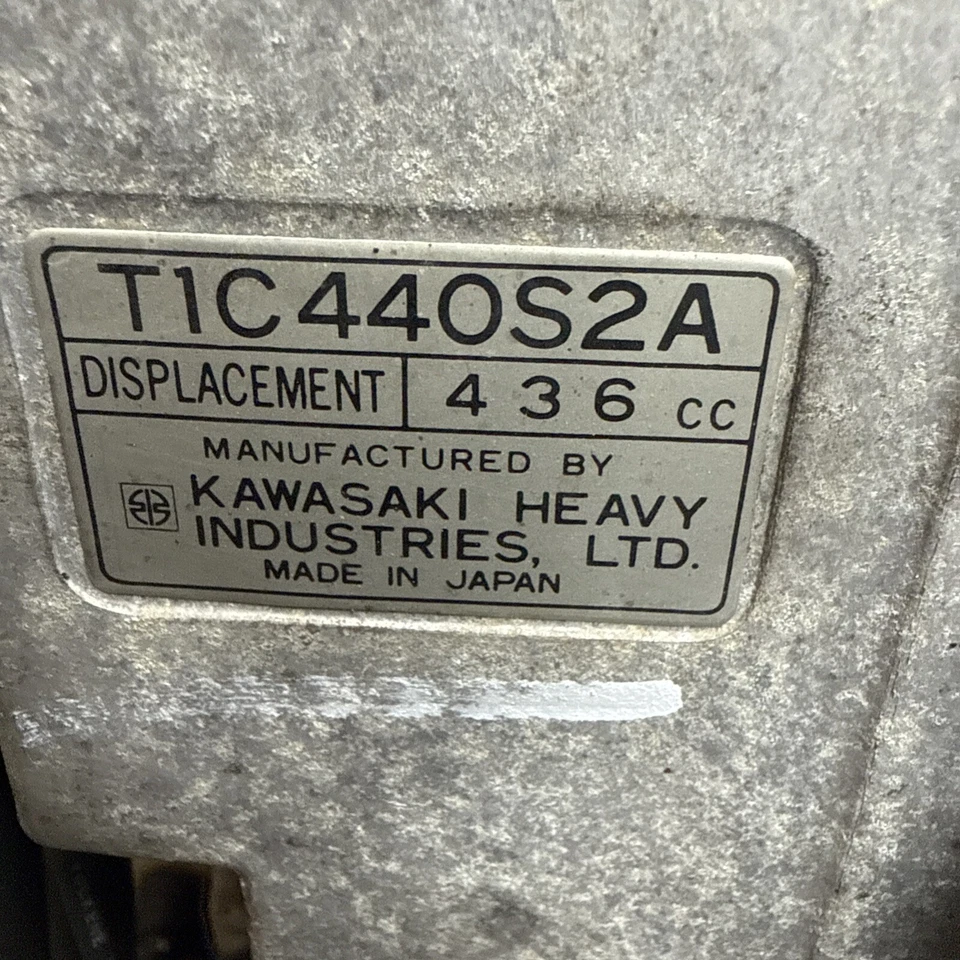 T1C440S2A
DISPLACEMENT 436 CC
MANUFACTURED BY
KAWASAKI HEAVY
INDUSTRIES, LTD.
MADE IN JAPAN